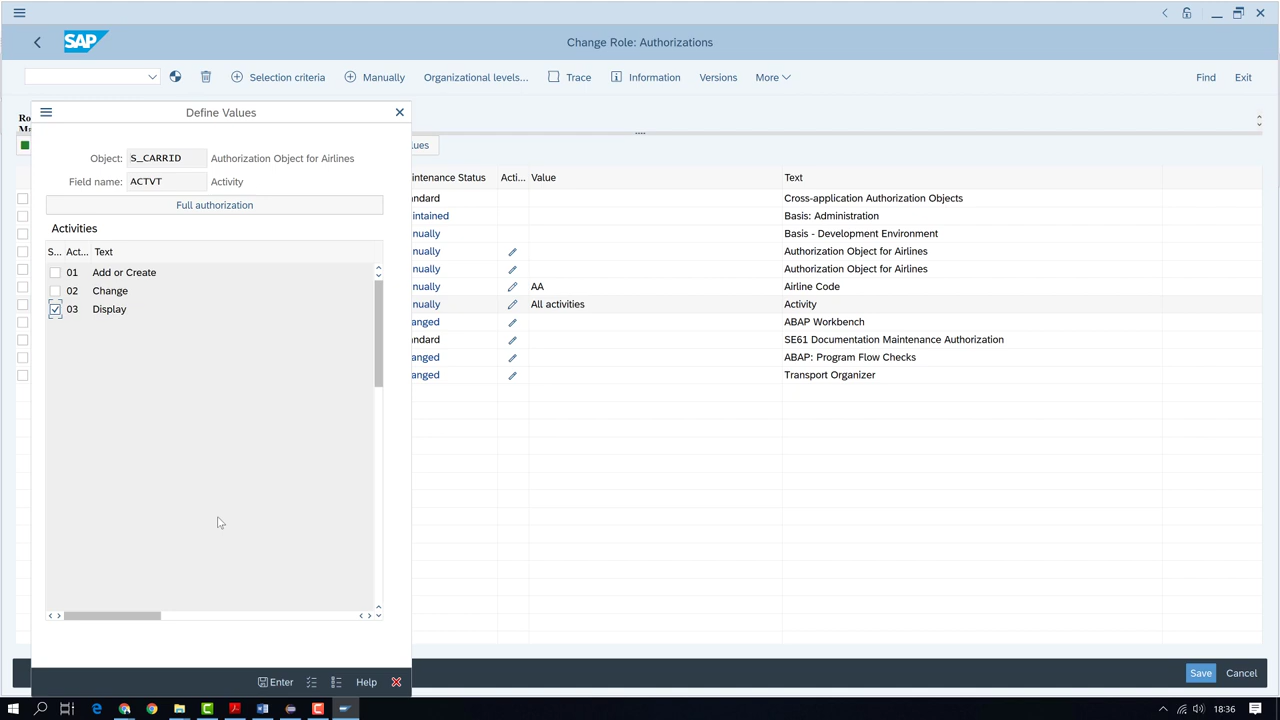 SAP
Change Role: Authorizations
Selection criteria
Manually
Organizational levels...
Trace
Information
Versions
More
Find
Exit
Define Values
Object: S_CARRID Authorization Object for Airlines
Field name: ACTVT Activity
Full authorization
Activities
S... Act... Text
01 Add or Create
02 Change
03 Display
Enter
Help
Ro
Ma
ues
intenance Status Acti... Value Text
ndard Cross-application Authorization Objects
intained Basis: Administration
nually Basis - Development Environment
nually Authorization Object for Airlines
nually Authorization Object for Airlines
nually AA Airline Code
nually All activities Activity
anged ABAP Workbench
ndard SE61 Documentation Maintenance Authorization
anged ABAP: Program Flow Checks
anged Transport Organizer
Save
Cancel
18:36